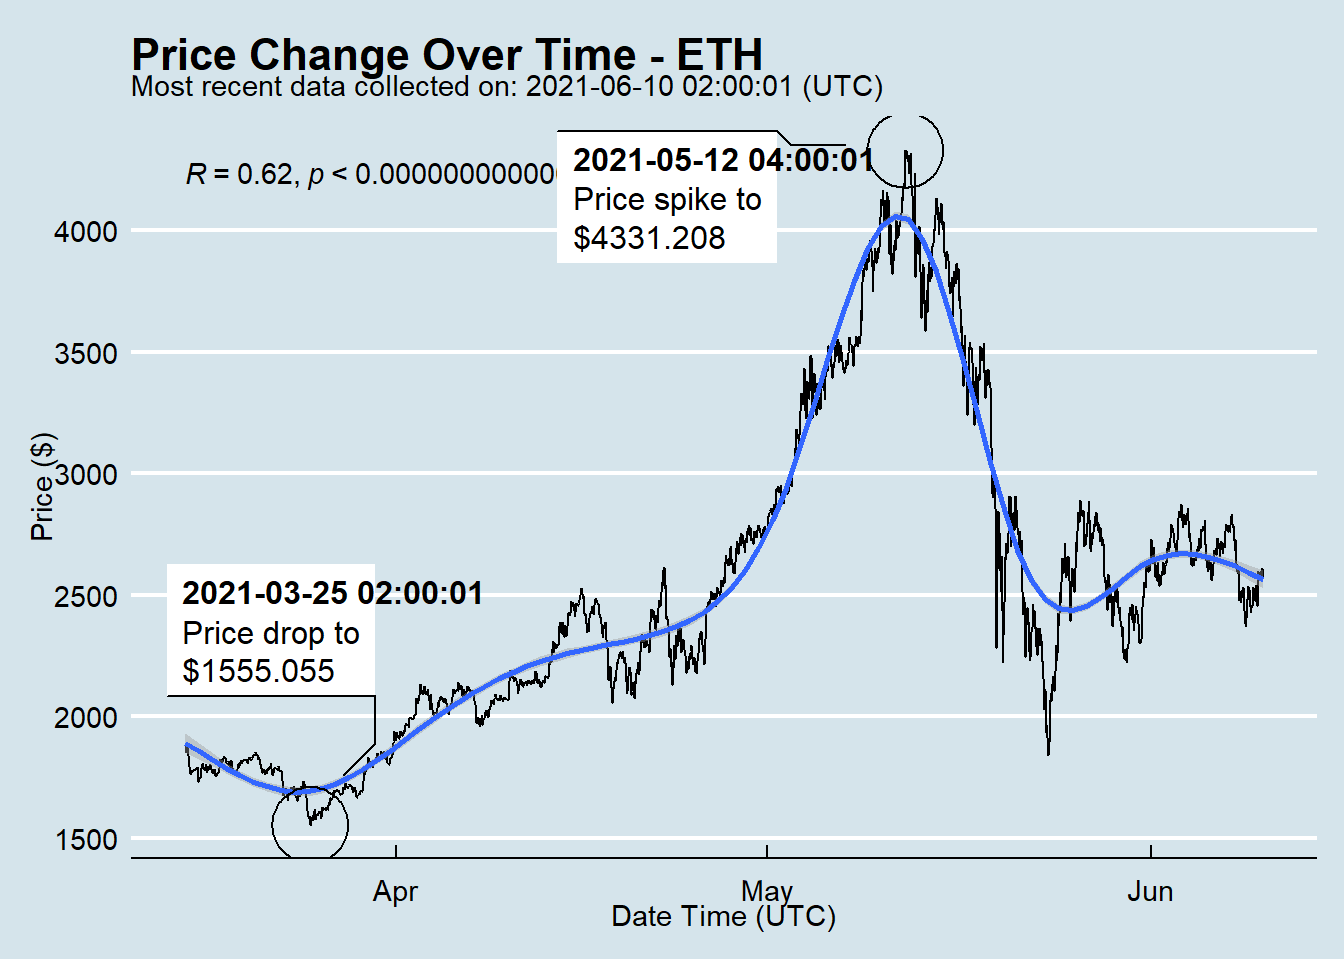 Price Change Over Time - ETH
Most recent data collected on: 2021-06-10 02:00:01 (UTC)
R = 0.62, p < 0.0000000000
2021-05-12 04:00:01
Price spike to
$4331.208
4000
3500
3000
2500
2000
1500
Price ($)
2021-03-25 02:00:01
Price drop to
$1555.055
Apr
May
Jun
Date Time (UTC)